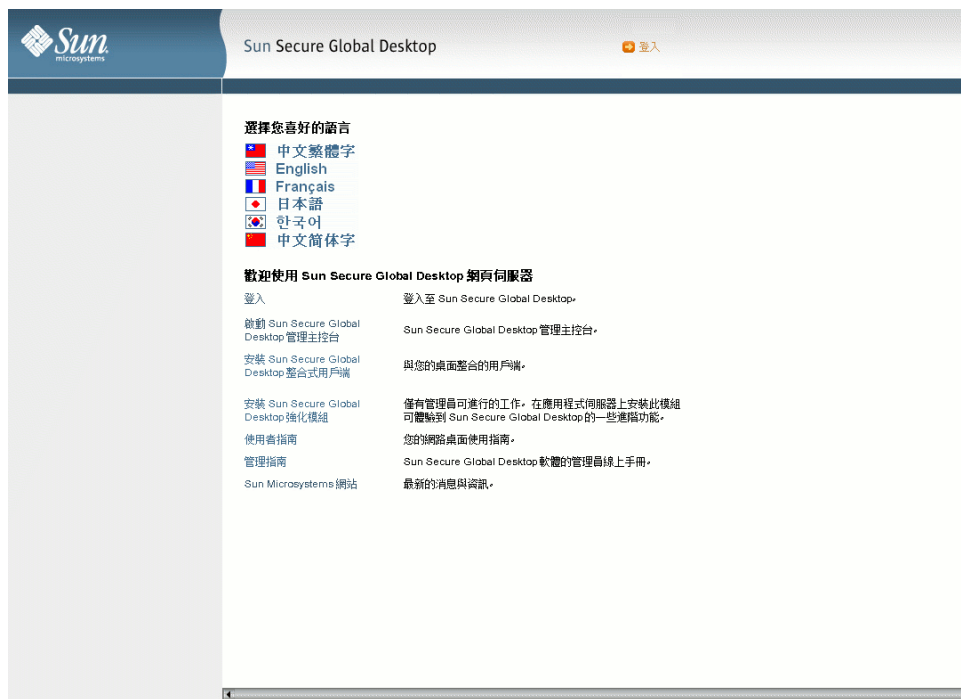 Sun
microsystems
Sun Secure Global Desktop
登入
選擇您喜好的語言
中文繁體字
English
Français
日本語
한국어
中文简体字
歡迎使用 Sun Secure Global Desktop 網頁伺服器
登入
登入至 Sun Secure Global Desktop。
啟動 Sun Secure Global
Desktop 管理主控台
Sun Secure Global Desktop 管理主控台。
安裝 Sun Secure Global
Desktop 整合式用戶端
與您的桌面整合的用戶端。
安裝 Sun Secure Global
Desktop 強化模組
僅有管理員可進行的工作。在應用程式伺服器上安裝此模組
可體驗到 Sun Secure Global Desktop 的一些進階功能。
使用者指南
您的網路桌面使用指南。
管理指南
Sun Secure Global Desktop 軟體的管理員線上手冊。
Sun Microsystems 網站
最新的消息與資訊。